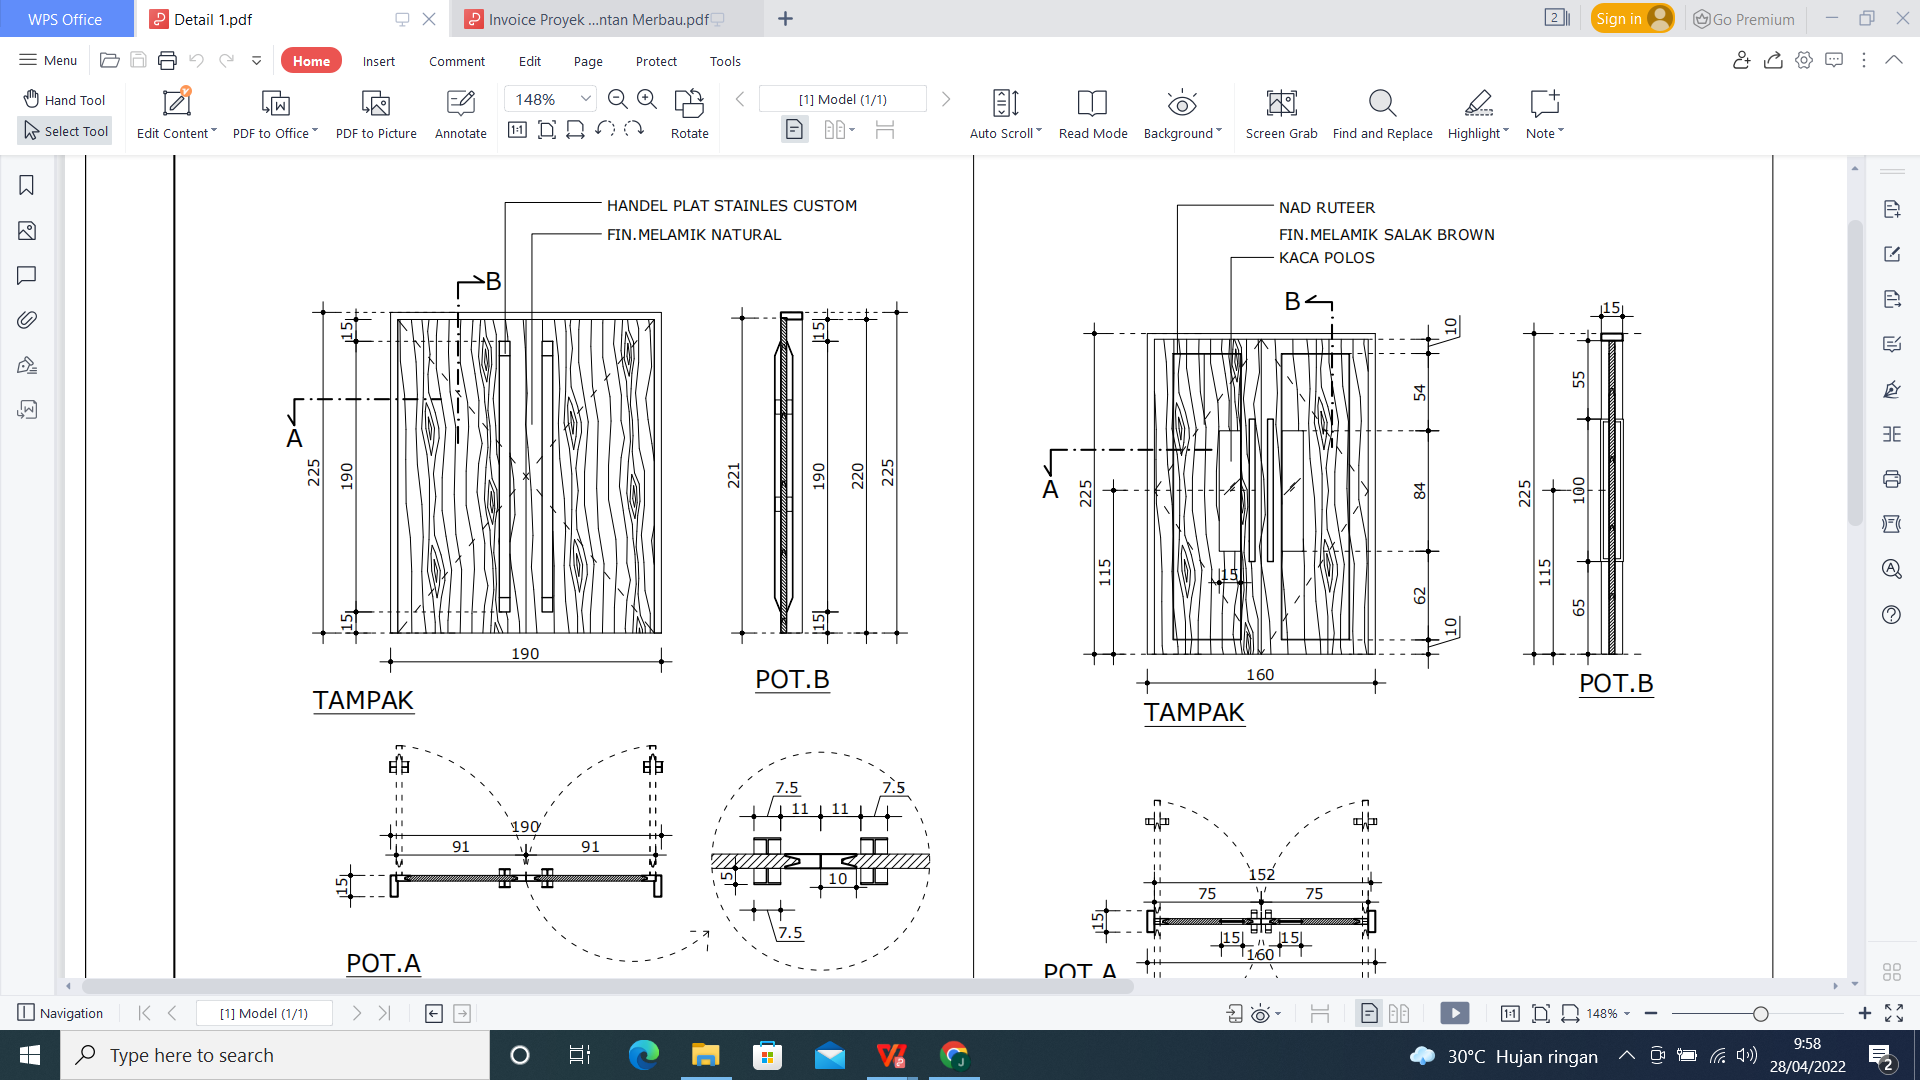 WPS Office
Detail 1.pdf
Invoice Proyek ...ntan Merbau.pdf
2
Sign in
Go Premium
Menu
Home
Insert
Comment
Edit
Page
Protect
Tools
Hand Tool
Select Tool
Edit Content
PDF to Office
PDF to Picture
Annotate
148%
1:1
Rotate
[1] Model (1/1)
Auto Scroll
Read Mode
Background
Screen Grab
Find and Replace
Highlight
Note
HANDEL PLAT STAINLES CUSTOM
FIN.MELAMIK NATURAL
B
A
15
225
190
15
190
TAMPAK
221
15
190
15
220
225
POT.B
190
91
91
15
POT.A
7.5
7.5
11
11
5
10
7.5
NAD RUTEER
FIN.MELAMIK SALAK BROWN
KACA POLOS
B
A
225
115
15
10
54
84
62
10
160
TAMPAK
15
225
115
55
100
65
POT.B
152
75
75
15
15
15
160
POT.A
Navigation
[1] Model (1/1)
1:1
148%
Type here to search
30°C Hujan ringan
9:58
28/04/2022
2